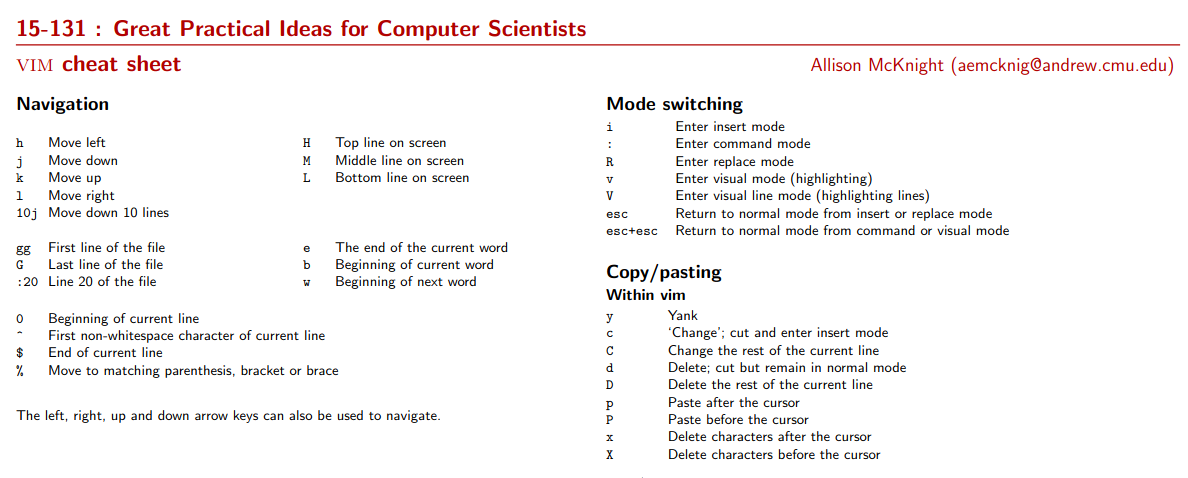 15-131 : Great Practical Ideas for Computer Scientists
VIM cheat sheet
Allison McKnight (aemcknig@andrew.cmu.edu)
Navigation
h Move left
j Move down
k Move up
l Move right
10j Move down 10 lines
H Top line on screen
M Middle line on screen
L Bottom line on screen
gg First line of the file
G Last line of the file
:20 Line 20 of the file
e The end of the current word
b Beginning of current word
w Beginning of next word
0 Beginning of current line
^ First non-whitespace character of current line
$ End of current line
% Move to matching parenthesis, bracket or brace
The left, right, up and down arrow keys can also be used to navigate.
Mode switching
i Enter insert mode
: Enter command mode
R Enter replace mode
v Enter visual mode (highlighting)
V Enter visual line mode (highlighting lines)
esc Return to normal mode from insert or replace mode
esc+esc Return to normal mode from command or visual mode
Copy/pasting
Within vim
y Yank
c ‘Change’; cut and enter insert mode
C Change the rest of the current line
d Delete; cut but remain in normal mode
D Delete the rest of the current line
p Paste after the cursor
P Paste before the cursor
x Delete characters after the cursor
X Delete characters before the cursor